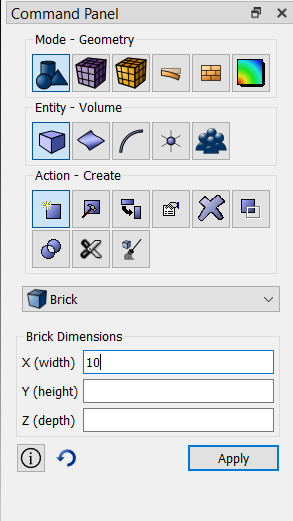 Command Panel
Mode - Geometry
Entity - Volume
Action - Create
Brick
Brick Dimensions
X (width) 10
Y (height)
Z (depth)
Apply